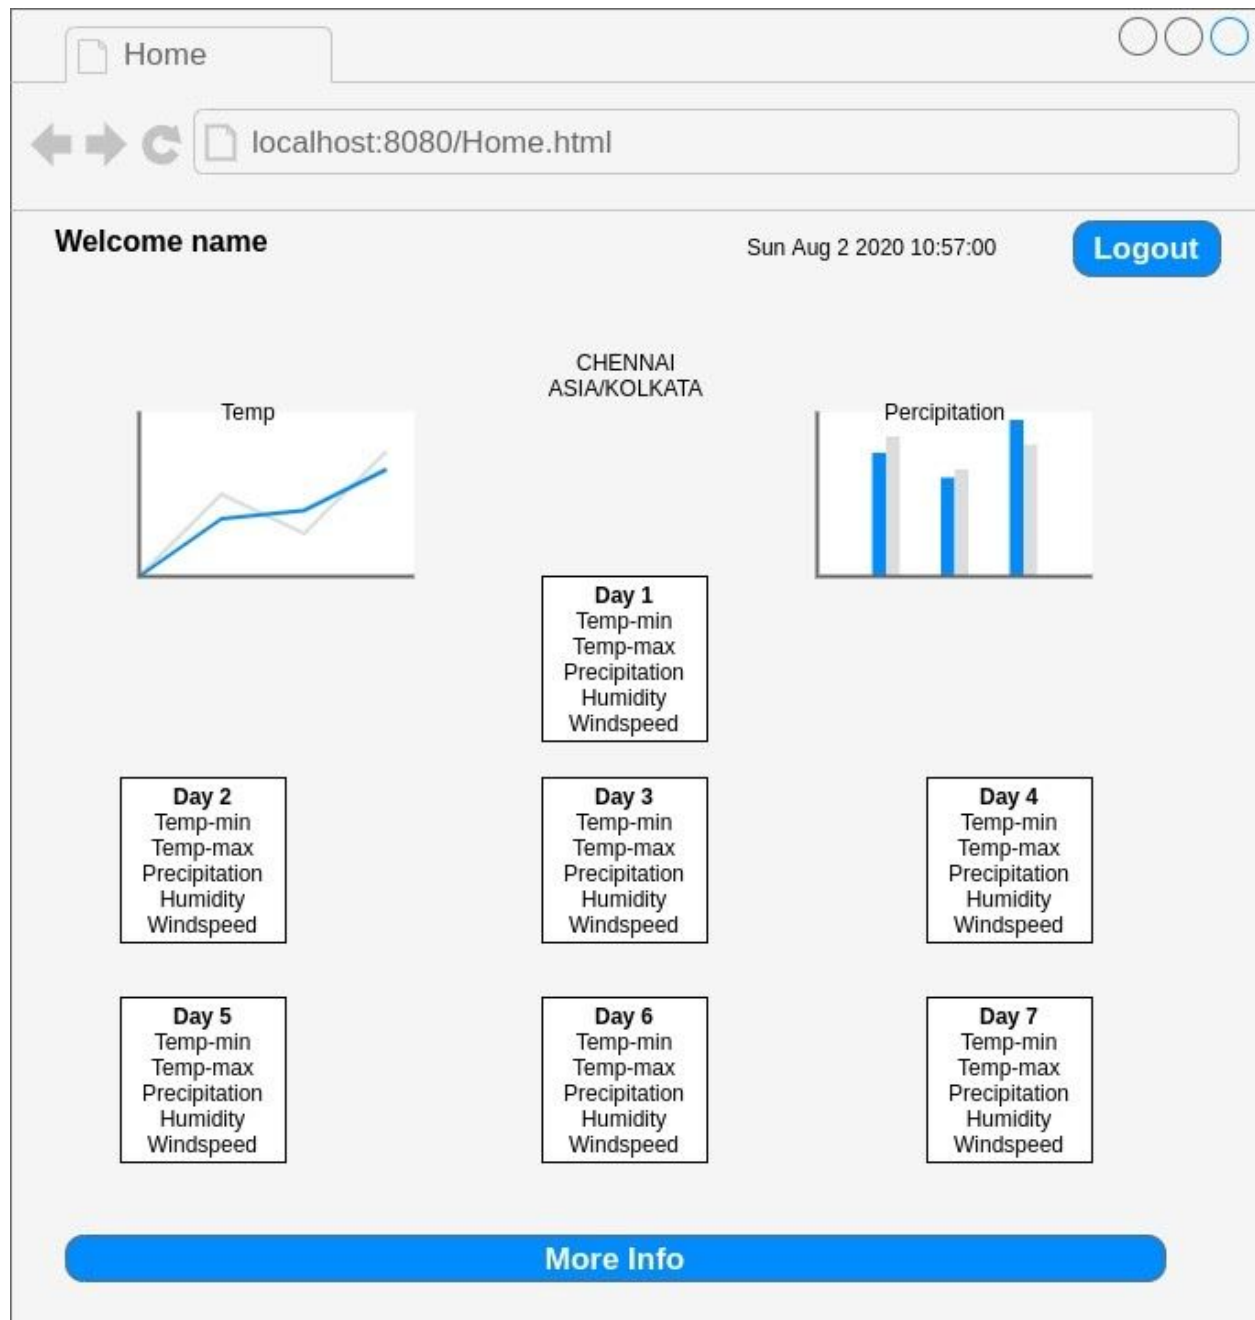 Home
localhost:8080/Home.html
Welcome name
Sun Aug 2 2020 10:57:00
Logout
CHENNAI
ASIA/KOLKATA
Temp
Percipitation
Day 1
Temp-min
Temp-max
Precipitation
Humidity
Windspeed
Day 2
Temp-min
Temp-max
Precipitation
Humidity
Windspeed
Day 3
Temp-min
Temp-max
Precipitation
Humidity
Windspeed
Day 4
Temp-min
Temp-max
Precipitation
Humidity
Windspeed
Day 5
Temp-min
Temp-max
Precipitation
Humidity
Windspeed
Day 6
Temp-min
Temp-max
Precipitation
Humidity
Windspeed
Day 7
Temp-min
Temp-max
Precipitation
Humidity
Windspeed
More Info